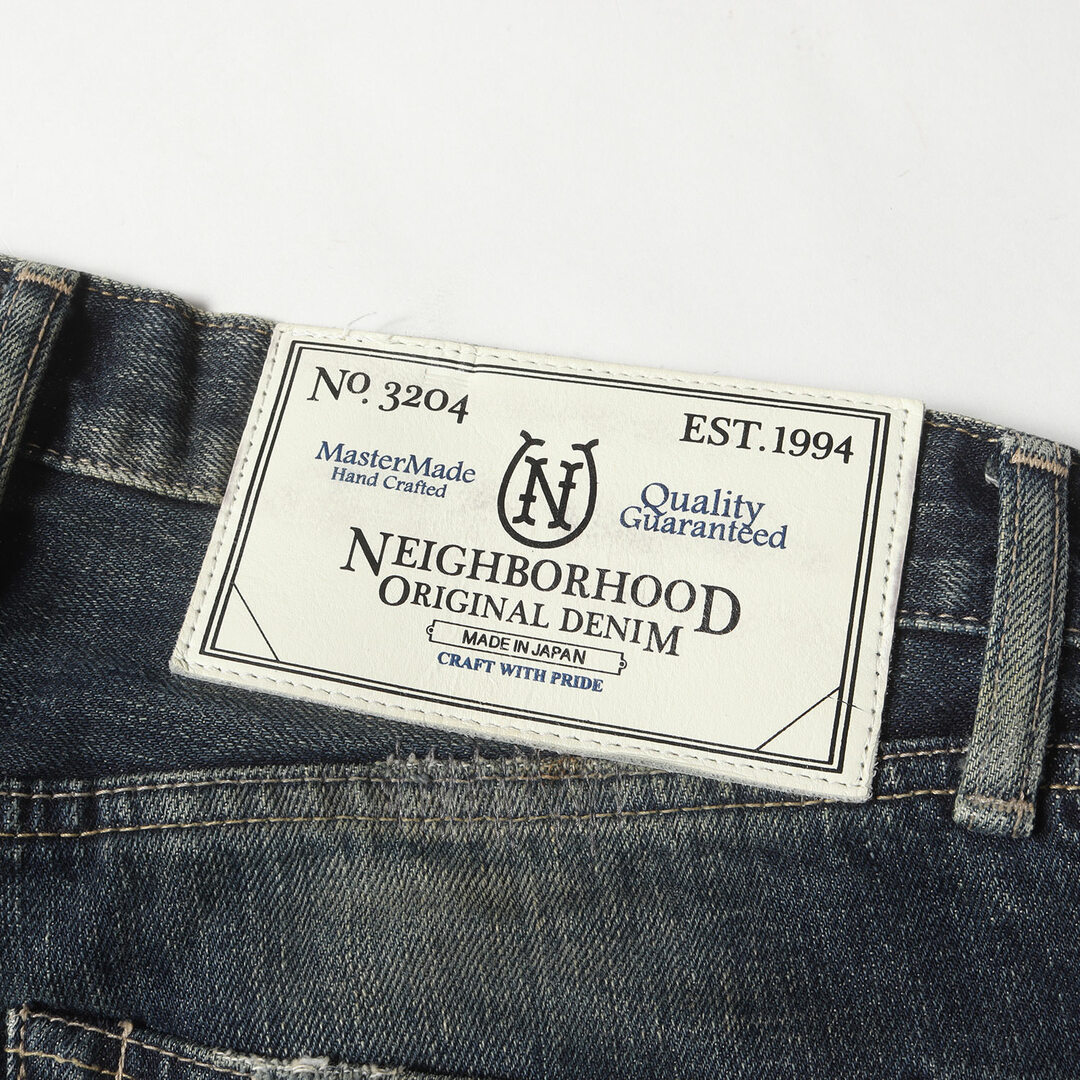 No. 3204
EST. 1994
MasterMade
Hand Crafted
N
Quality
Guaranteed
NEIGHBORHOOD
ORIGINAL DENIM
MADE IN JAPAN
CRAFT WITH PRIDE